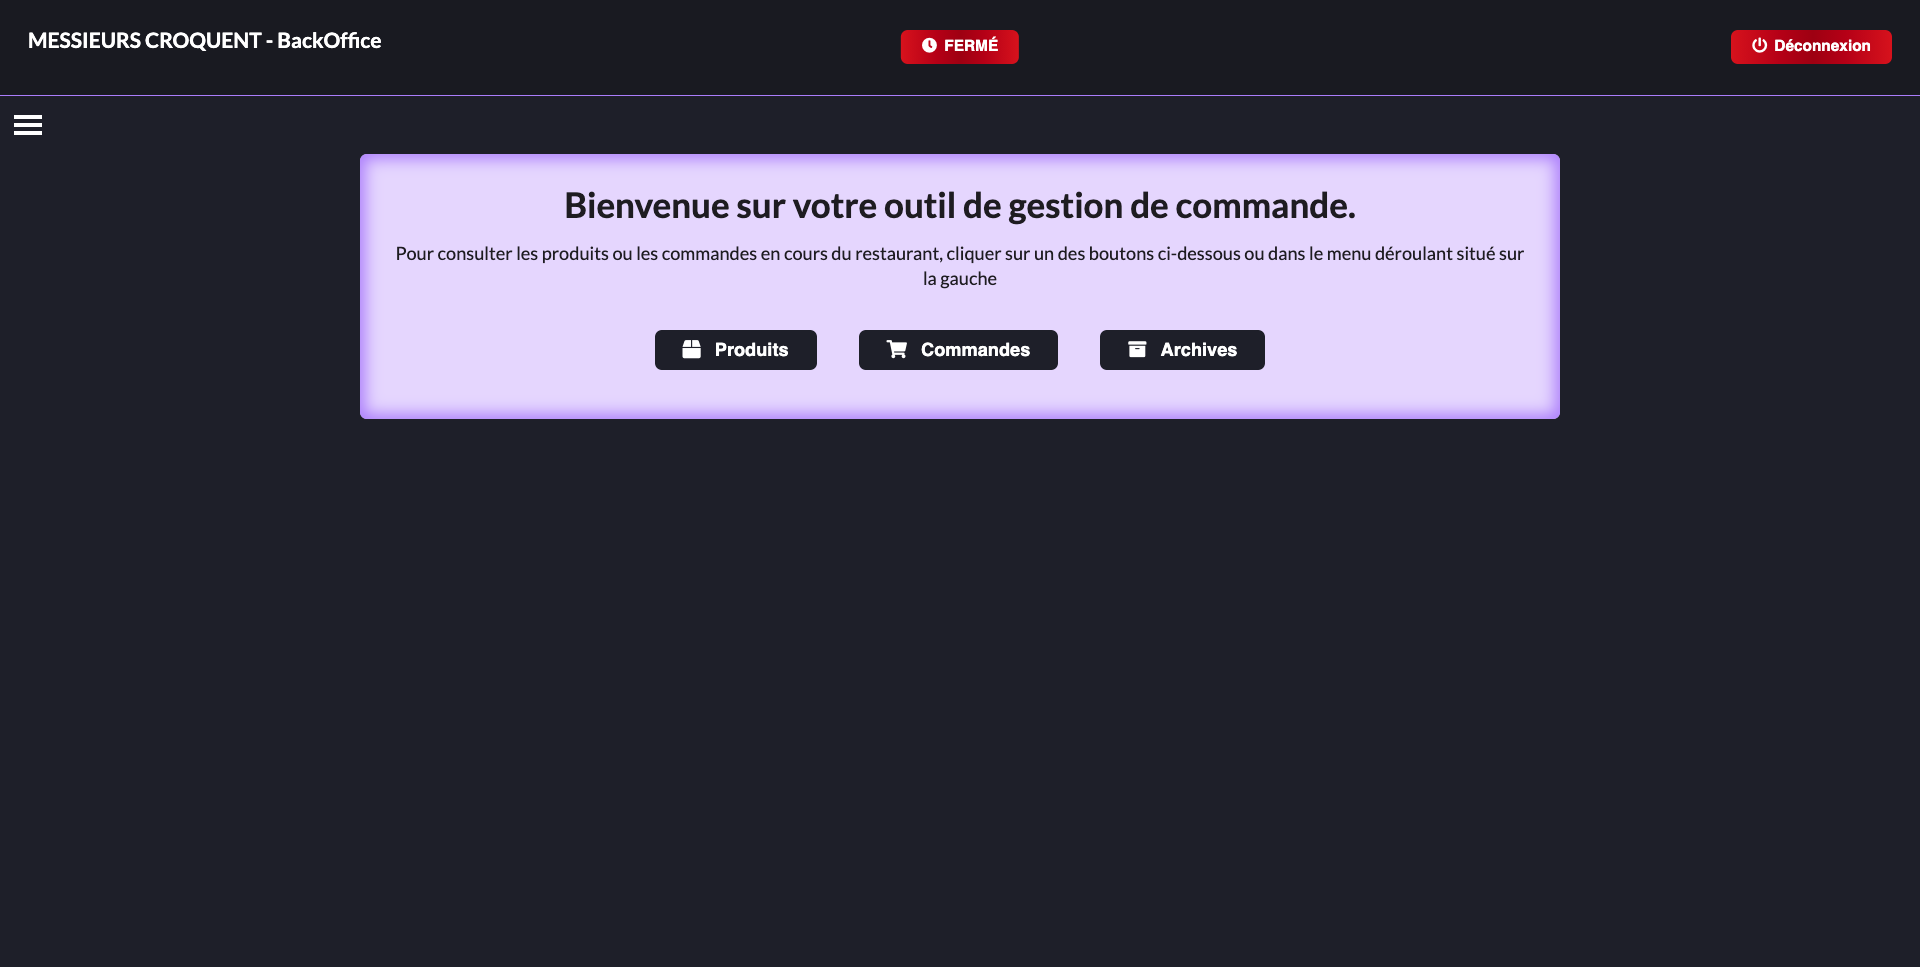 MESSIEURS CROQUENT - BackOffice
FERMÉ
Déconnexion
Bienvenue sur votre outil de gestion de commande.
Pour consulter les produits ou les commandes en cours du restaurant, cliquer sur un des boutons ci-dessous ou dans le menu déroulant situé sur
la gauche
Produits
Commandes
Archives